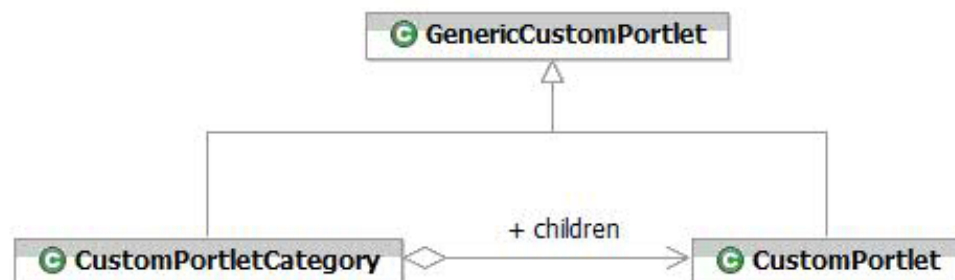 GenericCustomPortlet
+ children
CustomPortletCategory
CustomPortlet